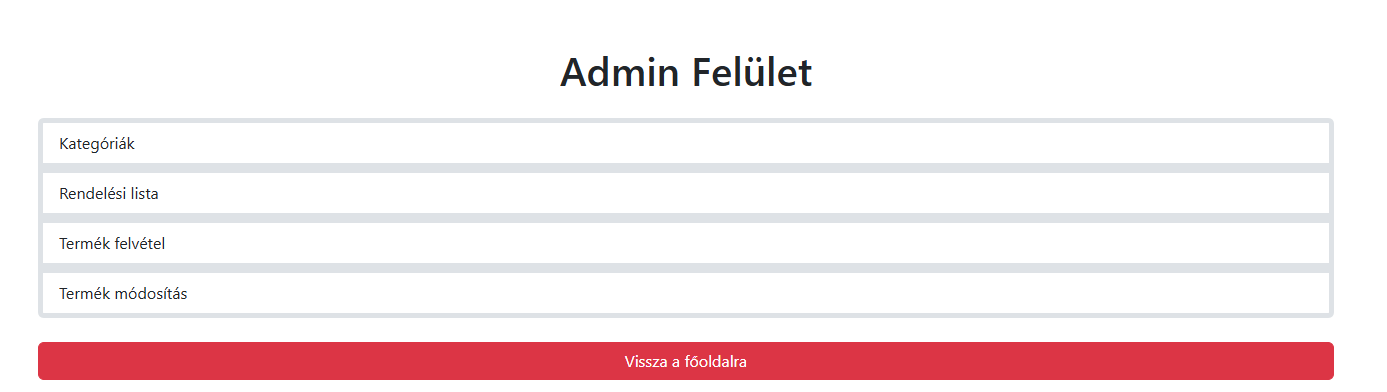 Admin Felület
Kategóriák
Rendelési lista
Termék felvétel
Termék módosítás
Vissza a főoldalra